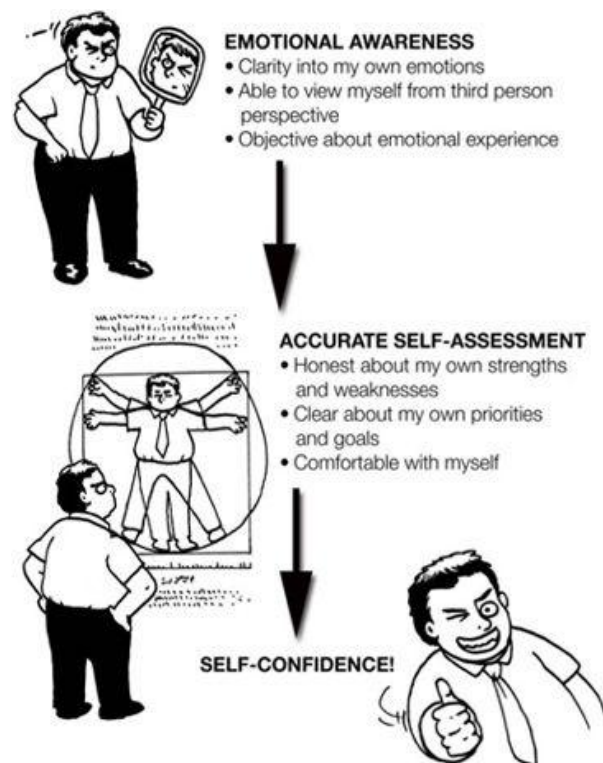 EMOTIONAL AWARENESS
• Clarity into my own emotions
• Able to view myself from third person
perspective
• Objective about emotional experience
ACCURATE SELF-ASSESSMENT
• Honest about my own strengths
and weaknesses
• Clear about my own priorities
and goals
• Comfortable with myself
SELF-CONFIDENCE!